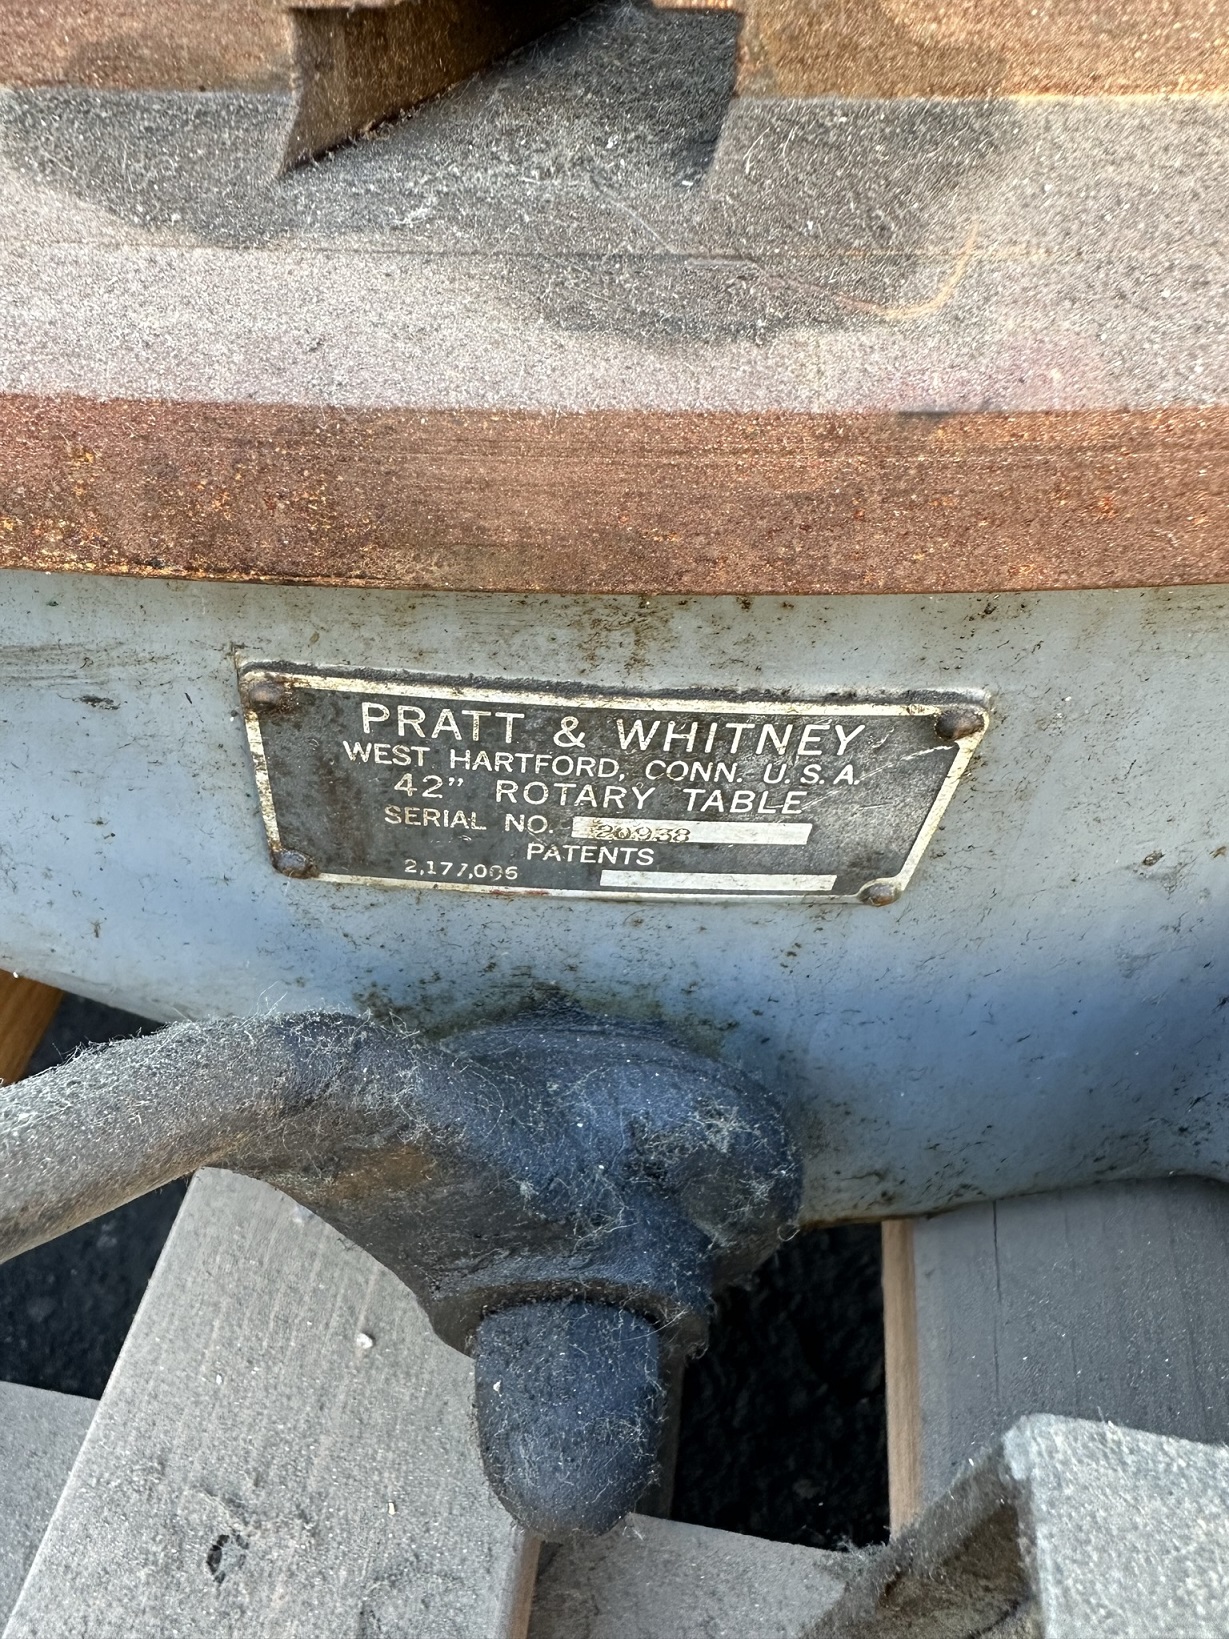 PRATT & WHITNEY
WEST HARTFORD, CONN. U.S.A.
42" ROTARY TABLE
SERIAL NO. 20938
PATENTS
2,177,006